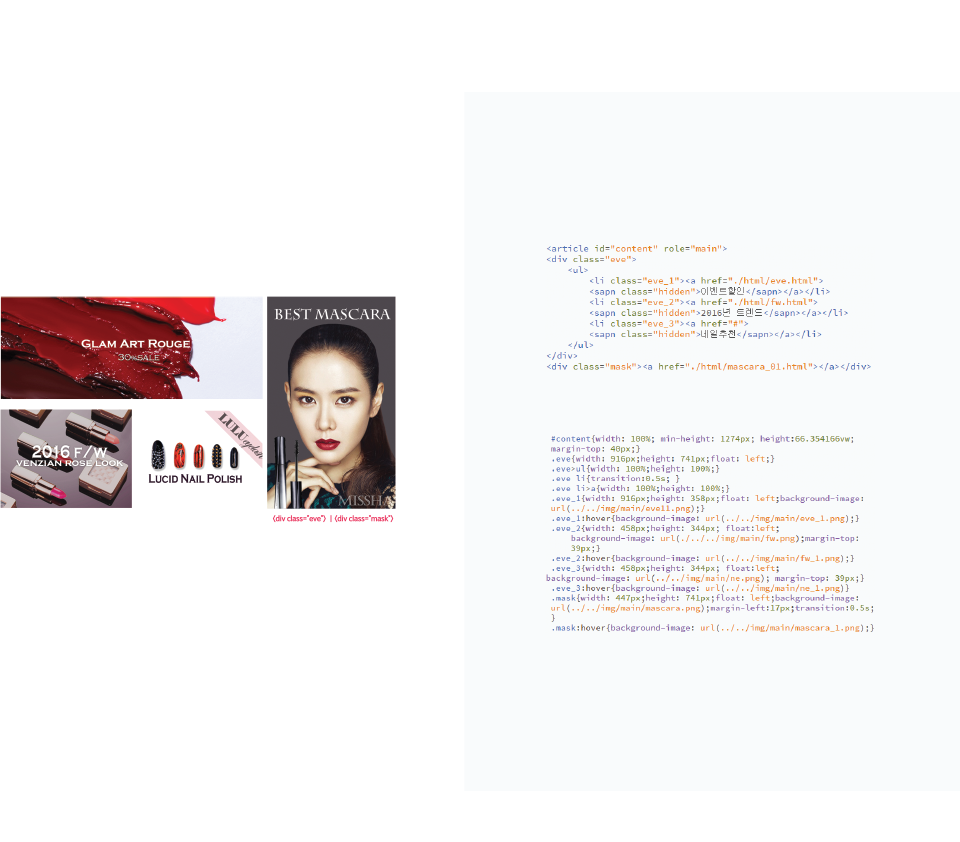 GLAM ART ROUGE
30%SALE
2016 F/W
VENZIAN ROSE LOOK
LULU eyelash
LUCID NAIL POLISH
BEST MASCARA
MISSHA
(div class="eve") | (div class="mask")
<article id="content" role="main">
<div class="eve">
<ul>
<li class="eve_1"><a href="./html/eve.html">
<sapn class="hidden">이벤트할인</sapn></a></li>
<li class="eve_2"><a href="./html/fw.html">
<sapn class="hidden">2016년 트렌드</sapn></a></li>
<li class="eve_3"><a href="#">
<sapn class="hidden">네일추천</sapn></a></li>
</ul>
</div>
<div class="mask"><a href="./html/mascara_01.html"></a></div>
#content{width: 100%; min-height: 1274px; height:66.354166vw;
margin-top: 40px;}
.eve{width: 916px;height: 741px;float: left;}
.eve>ul{width: 100%;height: 100%;}
.eve li{transition:0.5s; }
.eve li>a{width: 100%;height: 100%;}
.eve_1{width: 916px;height: 358px;float: left;background-image:
url(../../img/main/eve11.png);}
.eve_1:hover{background-image: url(../../img/main/eve_1.png);}
.eve_2{width: 458px;height: 344px; float:left;
background-image: url(./../../img/main/fw.png);margin-top:
39px;}
.eve_2:hover{background-image: url(../../img/main/fw_1.png);}
.eve_3{width: 458px;height: 344px; float:left;
background-image: url(../../img/main/ne.png); margin-top: 39px;}
.eve_3:hover{background-image: url(../../img/main/ne_1.png)}
.mask{width: 447px;height: 741px;float: left;background-image:
url(../../img/main/mascara.png);margin-left:17px;transition:0.5s;
}
.mask:hover{background-image: url(../../img/main/mascara_1.png);}